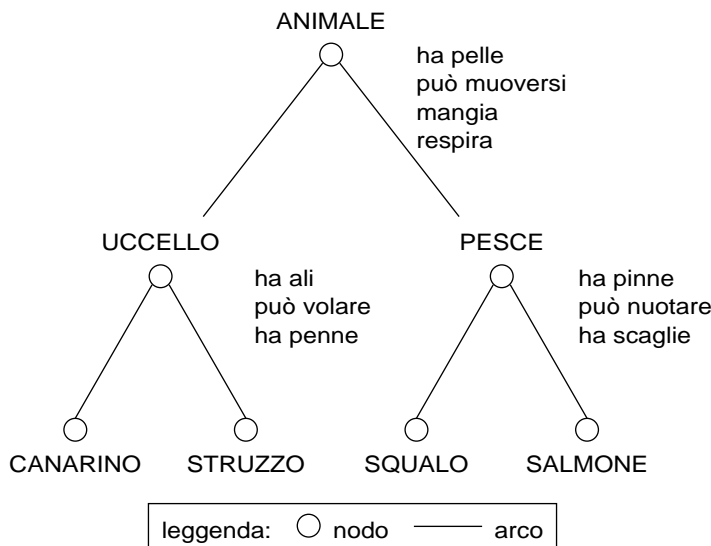 ANIMALE
ha pelle
può muoversi
mangia
respira
UCCELLO
ha ali
può volare
ha penne
PESCE
ha pinne
può nuotare
ha scaglie
CANARINO
STRUZZO
SQUALO
SALMONE
leggenda: nodo arco